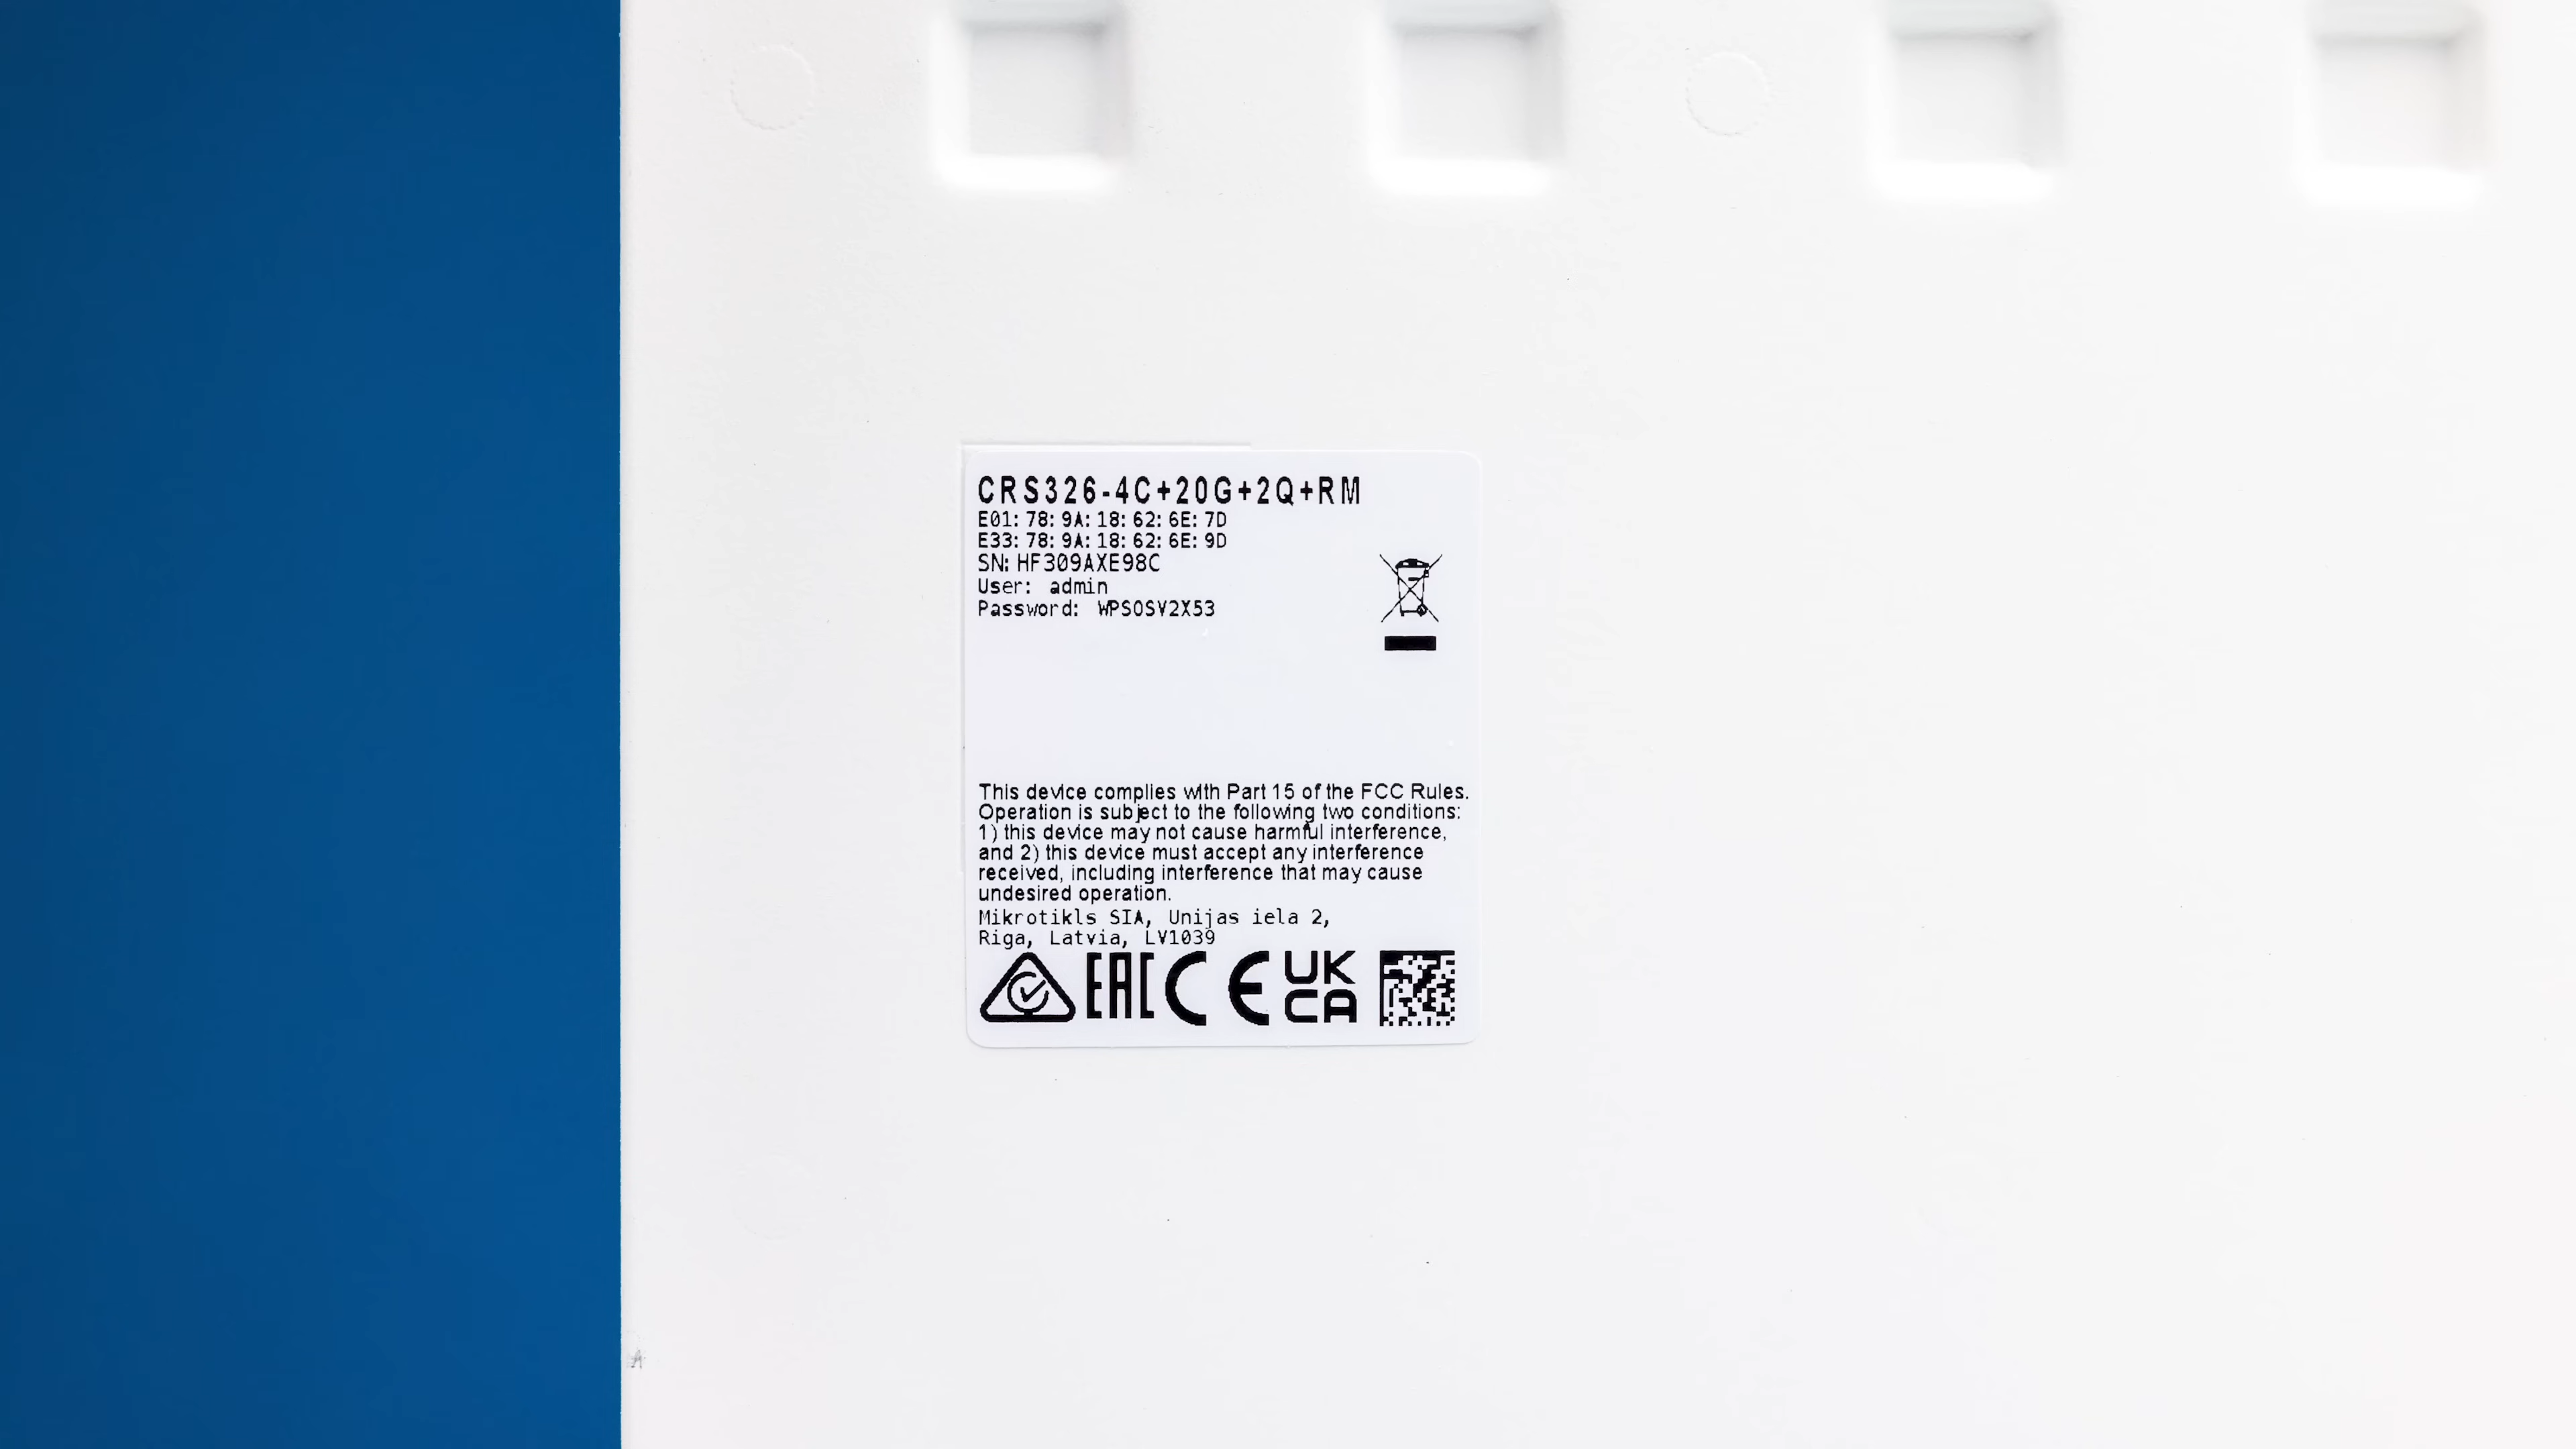 CRS326-4C+20G+2Q+RM
E01:78:9A:18:62:6E:7D
E33:78:9A:18:62:6E:9D
SN:HF309AXE98C
User: admin
Password: WPSOSV2X53
This device complies with Part 15 of the FCC Rules.
Operation is subject to the following two conditions:
1) this device may not cause harmful interference,
and 2) this device must accept any interference
received, including interference that may cause
undesired operation.
Mikrotikls SIA, Unijas iela 2,
Riga, Latvia, LV1039
EAC CE UK
CA